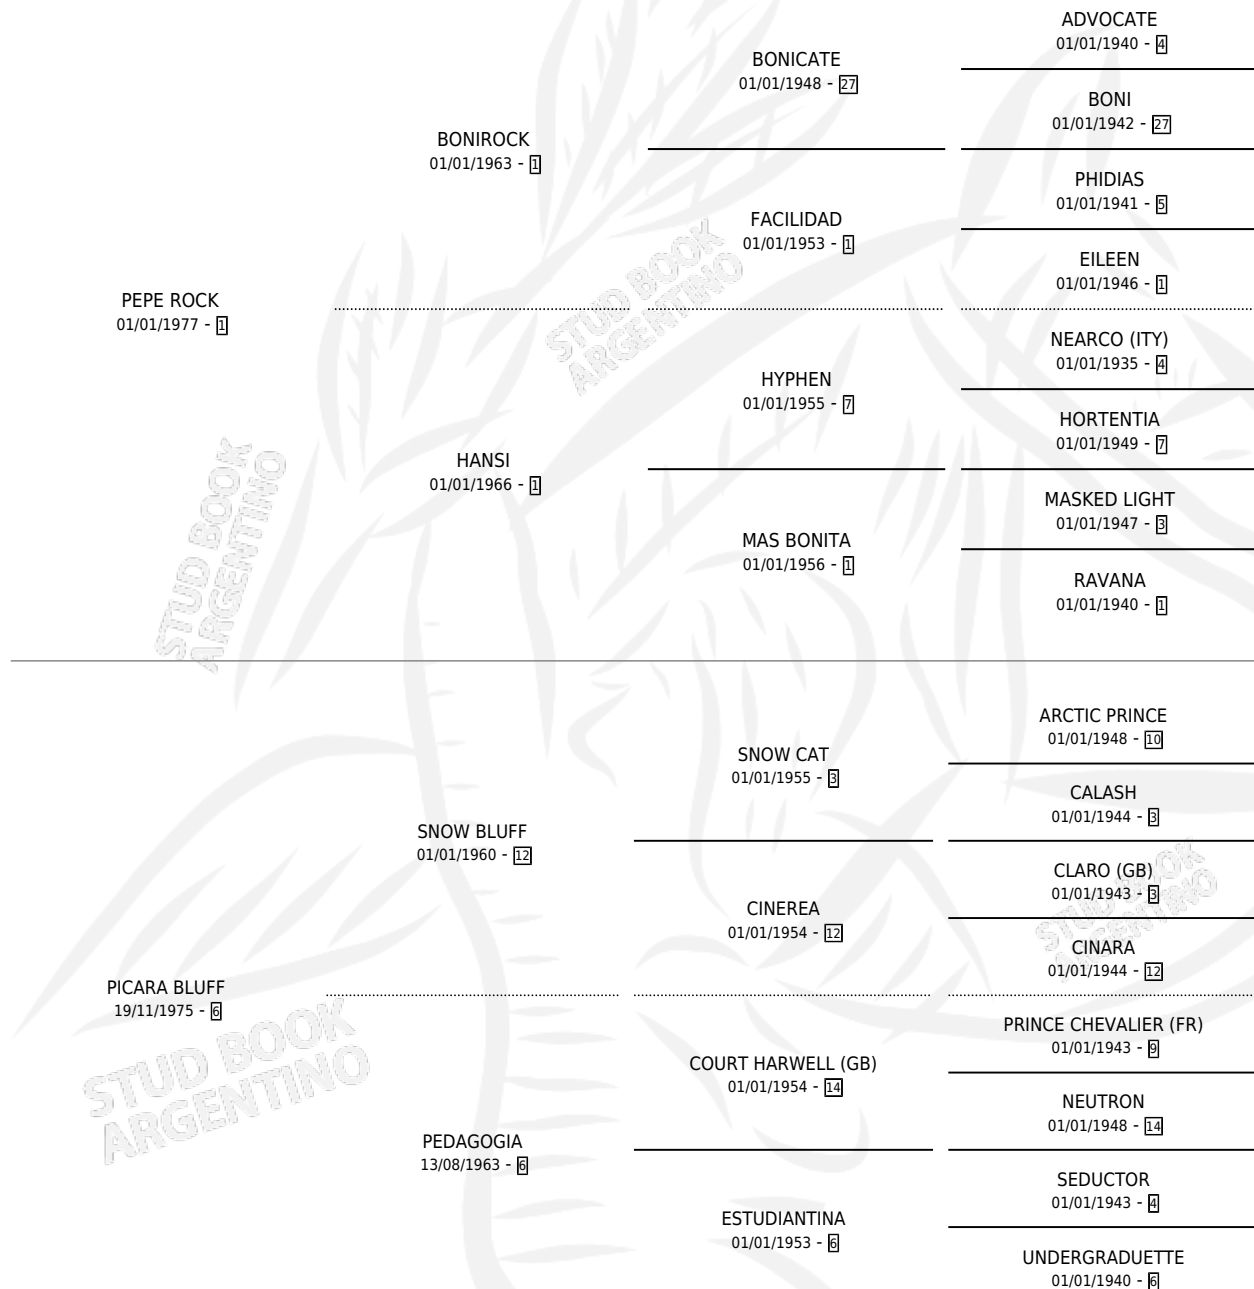 ADVOCATE
01/01/1940 - 4
BONICATE
01/01/1948 - 27
BONI
01/01/1942 - 27
BONIROCK
01/01/1963 - 1
PHIDIAS
01/01/1941 - 5
FACILIDAD
01/01/1953 - 1
EILEEN
01/01/1946 - 1
PEPE ROCK
01/01/1977 - 1
NEARCO (ITY)
01/01/1935 - 4
HYPHEN
01/01/1955 - 7
HORTENTIA
01/01/1949 - 7
HANSI
01/01/1966 - 1
MASKED LIGHT
01/01/1947 - 3
MAS BONITA
01/01/1956 - 1
RAVANA
01/01/1940 - 1
ARCTIC PRINCE
01/01/1948 - 10
SNOW CAT
01/01/1955 - 3
CALASH
01/01/1944 - 3
SNOW BLUFF
01/01/1960 - 12
CLARO (GB)
01/01/1943 - 3
CINEREA
01/01/1954 - 12
CINARA
01/01/1944 - 12
PICARA BLUFF
19/11/1975 - 6
PRINCE CHEVALIER (FR)
01/01/1943 - 9
COURT HARWELL (GB)
01/01/1954 - 14
NEUTRON
01/01/1948 - 14
PEDAGOGIA
13/08/1963 - 6
SEDUCTOR
01/01/1943 - 4
ESTUDIANTINA
01/01/1953 - 6
UNDERGRADUETTE
01/01/1940 - 6
STUD BOOK
ARGENTINO
STUD BOOK
ARGENTINO
STUD BOOK
ARGENTINO
STUD BOOK
ARGENTINO